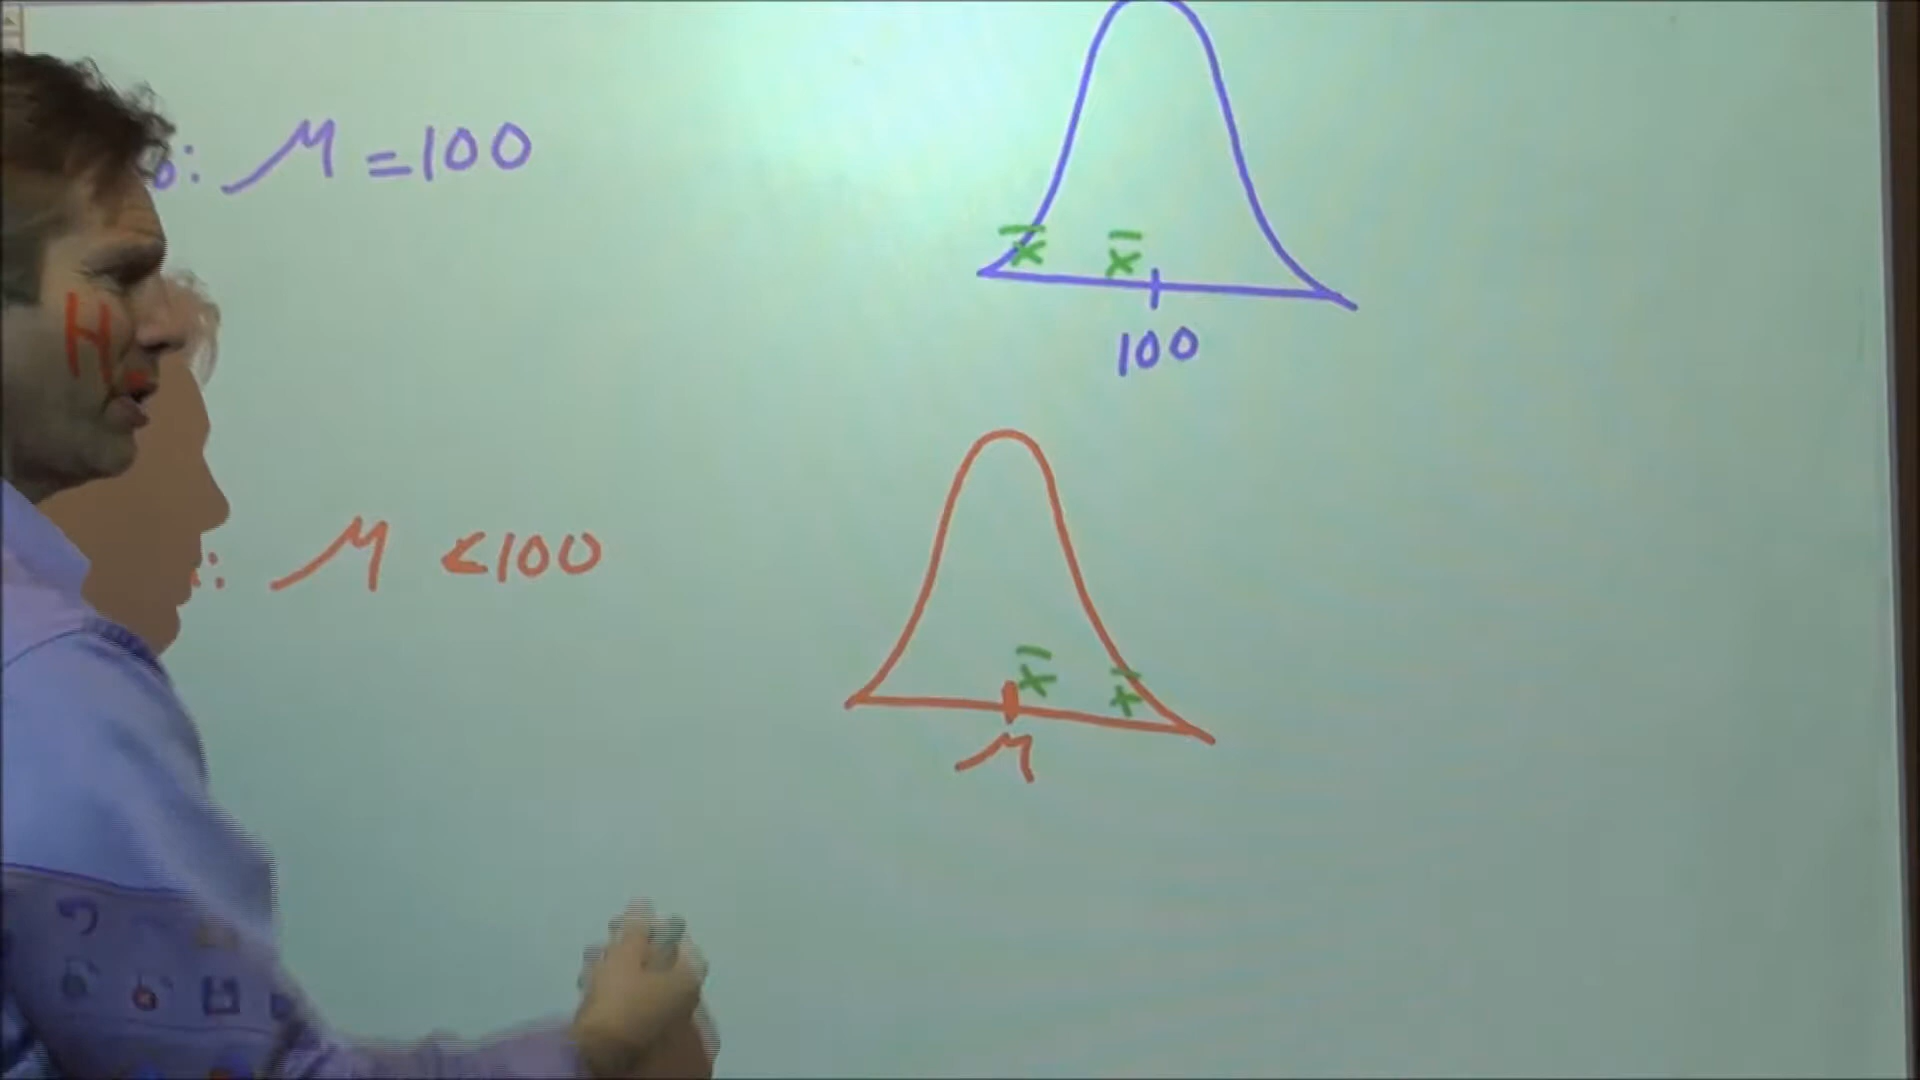 o: μ = 100
x̄ x̄
100
H
: μ < 100
x̄ x̄
μ